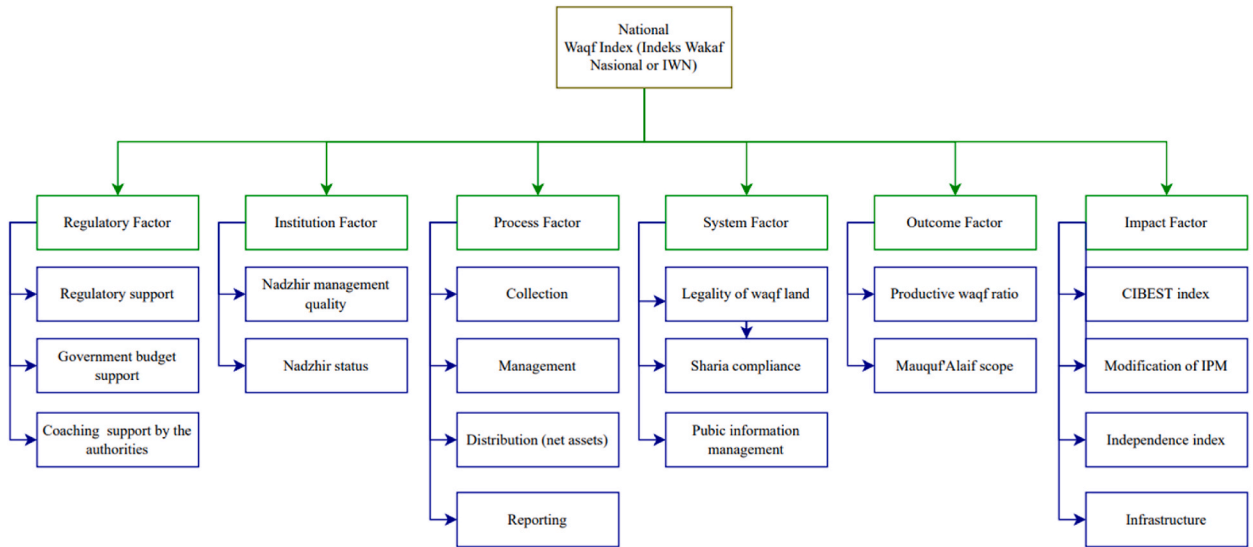 National
Waqf Index (Indeks Wakaf
Nasional or IWN)
Regulatory Factor
Institution Factor
Process Factor
System Factor
Outcome Factor
Impact Factor
Regulatory support
Nadzhir management
quality
Collection
Legality of waqf land
Productive waqf ratio
CIBEST index
Government budget
support
Nadzhir status
Management
Sharia compliance
Mauquf'Alaif scope
Modification of IPM
Coaching support by the
authorities
Distribution (net assets)
Pubic information
management
Independence index
Reporting
Infrastructure